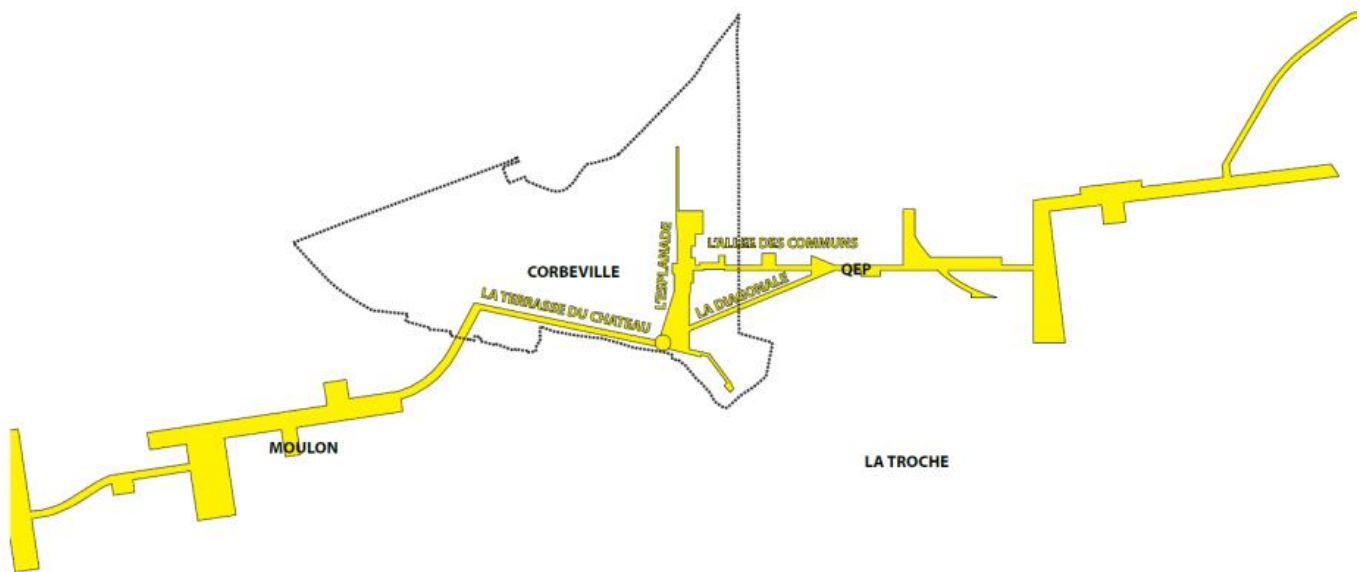 L'ESPLANADE
L'ALLEE DES COMMUNS
CORBEVILLE
QEP
LA TERRASSE DU CHATEAU
LA DIAGONALE
MOULON
LA TROCHE